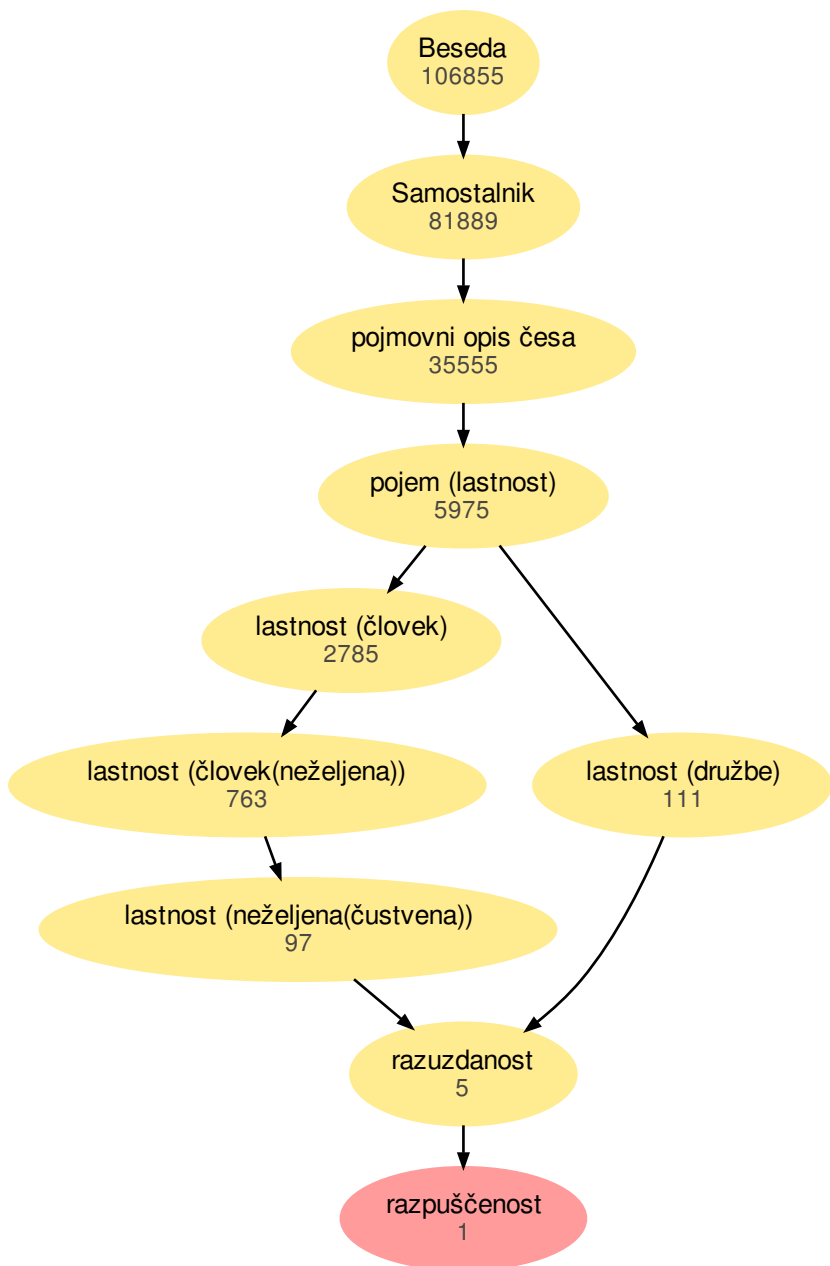 Beseda
106855
Samostalnik
81889
pojmovni opis česa
35555
pojem (lastnost)
5975
lastnost (človek)
2785
lastnost (človek(neželjena))
763
lastnost (družbe)
111
lastnost (neželjena(čustvena))
97
razuzdanost
5
razpuščenost
1